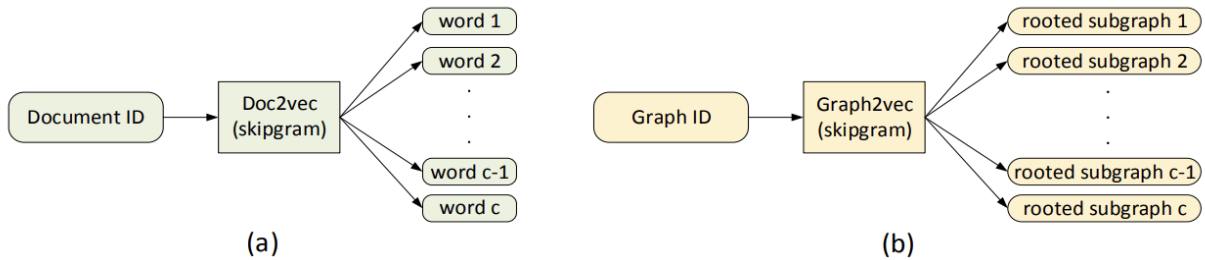 word 1
word 2
Document ID
Doc2vec
(skipgram)
.
.
.
word c-1
word c
(a)
rooted subgraph 1
rooted subgraph 2
Graph ID
Graph2vec
(skipgram)
.
.
.
rooted subgraph c-1
rooted subgraph c
(b)